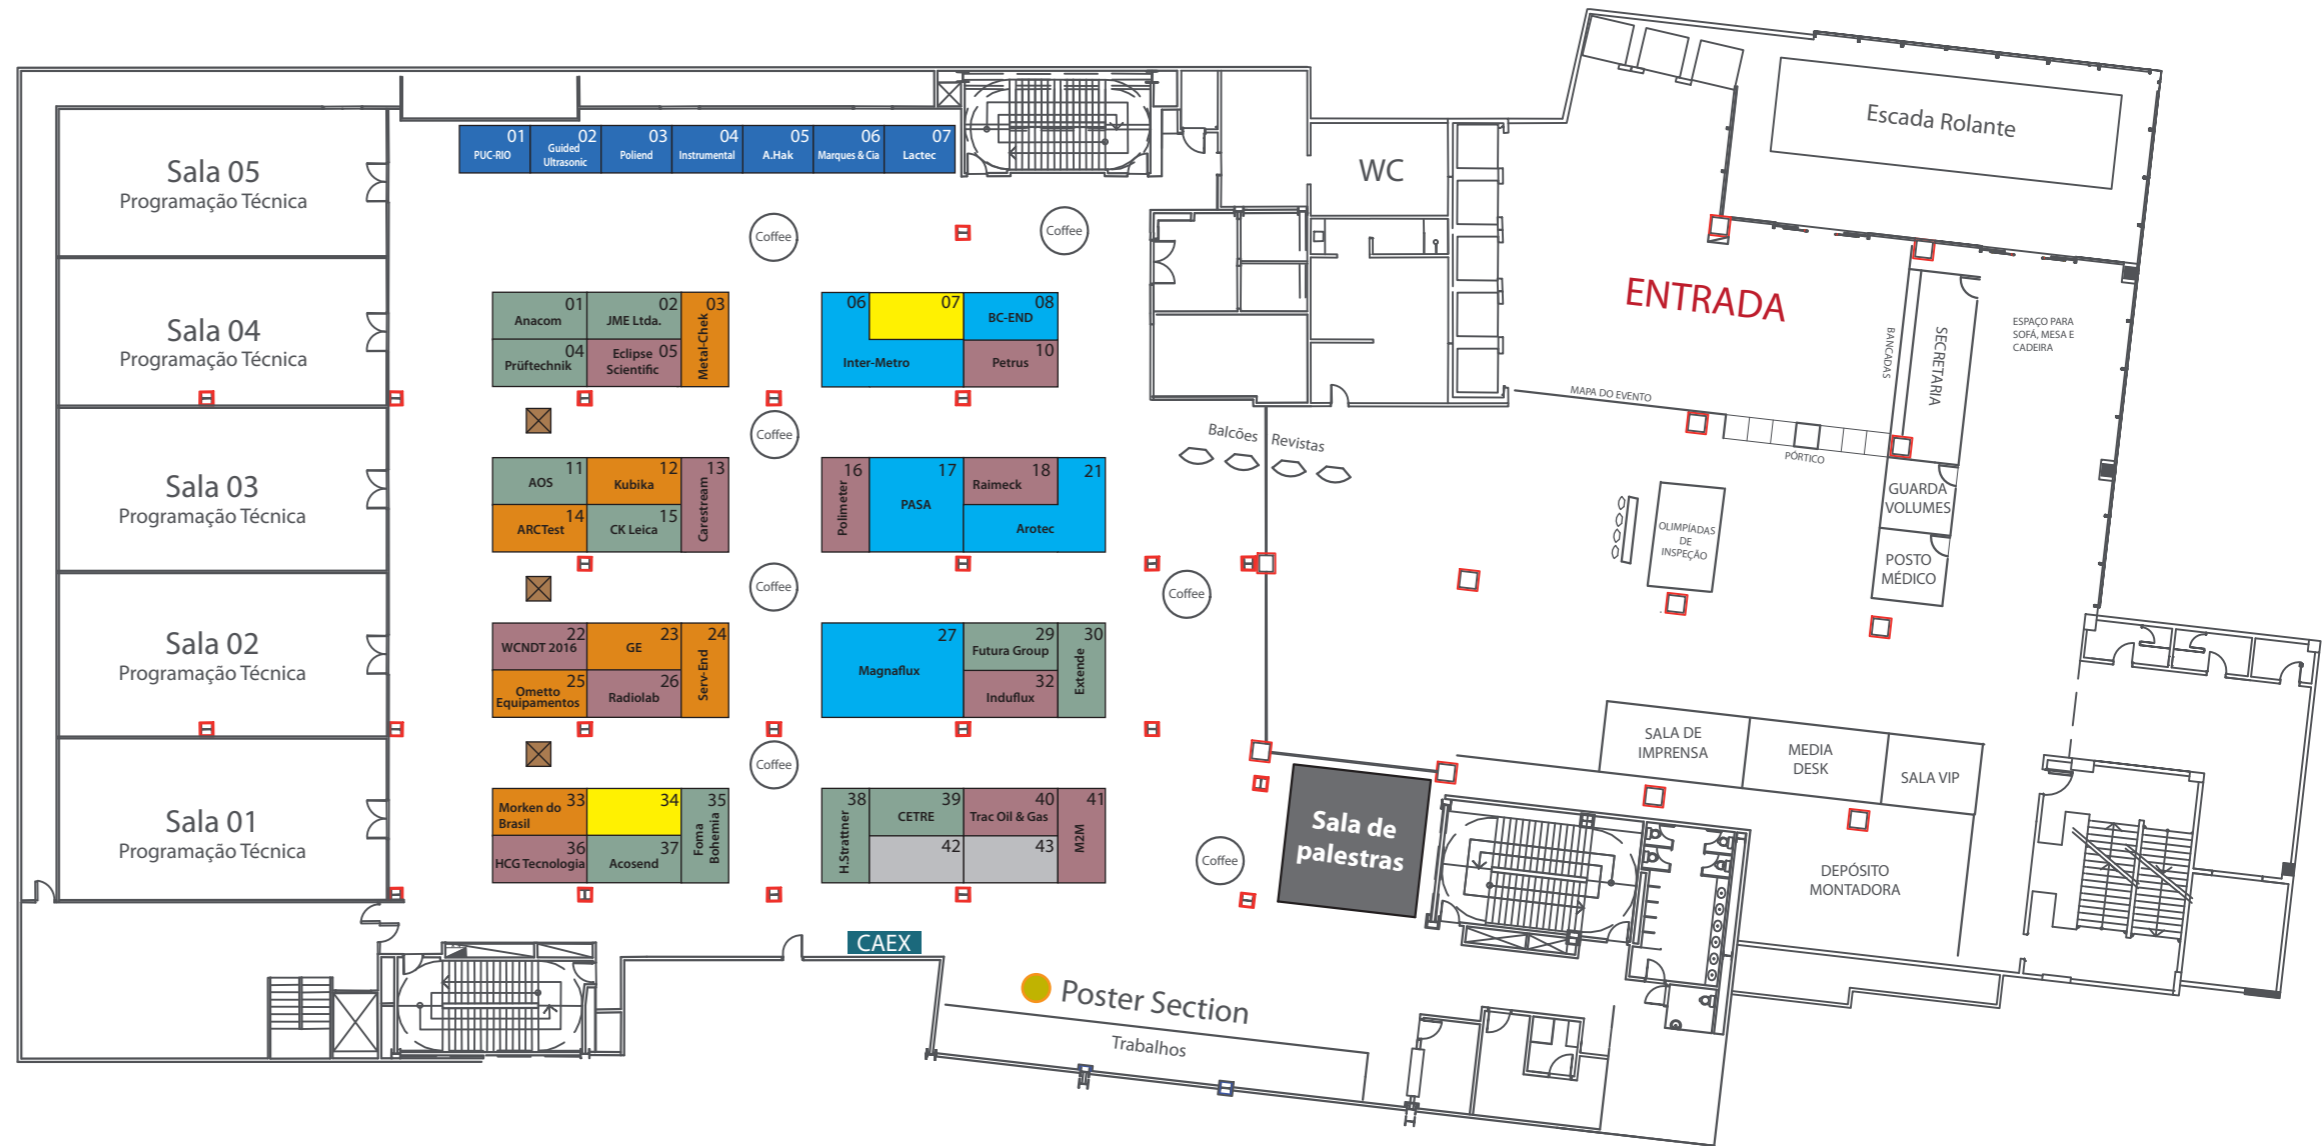 Sala 05
Programação Técnica
Sala 04
Programação Técnica
Sala 03
Programação Técnica
Sala 02
Programação Técnica
Sala 01
Programação Técnica
01
PUC-RIO
02
Guided
Ultrasonic
03
Poliend
04
Instrumental
05
A.Hak
06
Marques & Cia
07
Lactec
Coffee
Coffee
01
Anacom
02
JME Ltda.
03
Metal-Chek
04
Prüftechnik
05
Eclipse
Scientific
06
Inter-Metro
07
08
BC-END
10
Petrus
Coffee
11
AOS
12
Kubika
13
Carestream
14
ARCTest
15
CK Leica
16
Polimeter
17
PASA
18
Raimeck
21
Arotec
Coffee
Coffee
22
WCNDT 2016
23
GE
24
Serv-End
25
Ometto
Equipamentos
26
Radiolab
27
Magnaflux
29
Futura Group
30
Extende
32
Induflux
Coffee
33
Morken do
Brasil
34
35
Foma
Bohemia
36
HCG Tecnologia
37
Acosend
38
H.Strattner
39
CETRE
40
Trac Oil & Gas
41
M2M
42
43
Coffee
CAEX
Poster Section
Trabalhos
Sala de
palestras
WC
Escada Rolante
ENTRADA
BANCADAS
SECRETARIA
ESPAÇO PARA
SOFÁ, MESA E
CADEIRA
MAPA DO EVENTO
PÓRTICO
Balcões Revistas
GUARDA
VOLUMES
OLIMPÍADAS
DE
INSPEÇÃO
POSTO
MÉDICO
SALA DE
IMPRENSA
MEDIA
DESK
SALA VIP
DEPÓSITO
MONTADORA